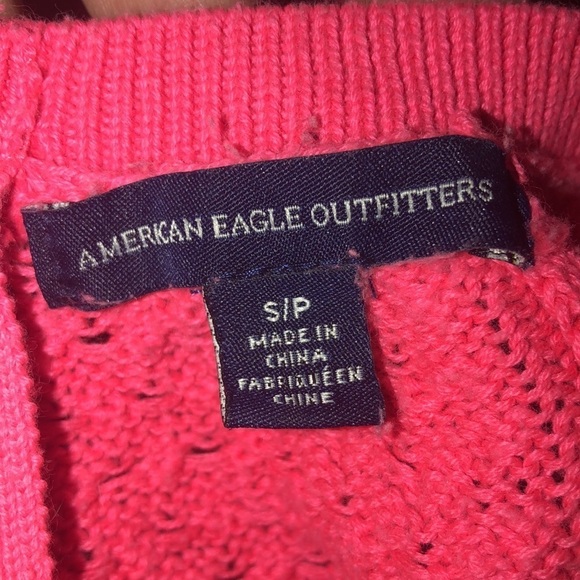 AMERICAN EAGLE OUTFITTERS
S/P
MADE IN
CHINA
FABRIQUÉ EN
CHINE